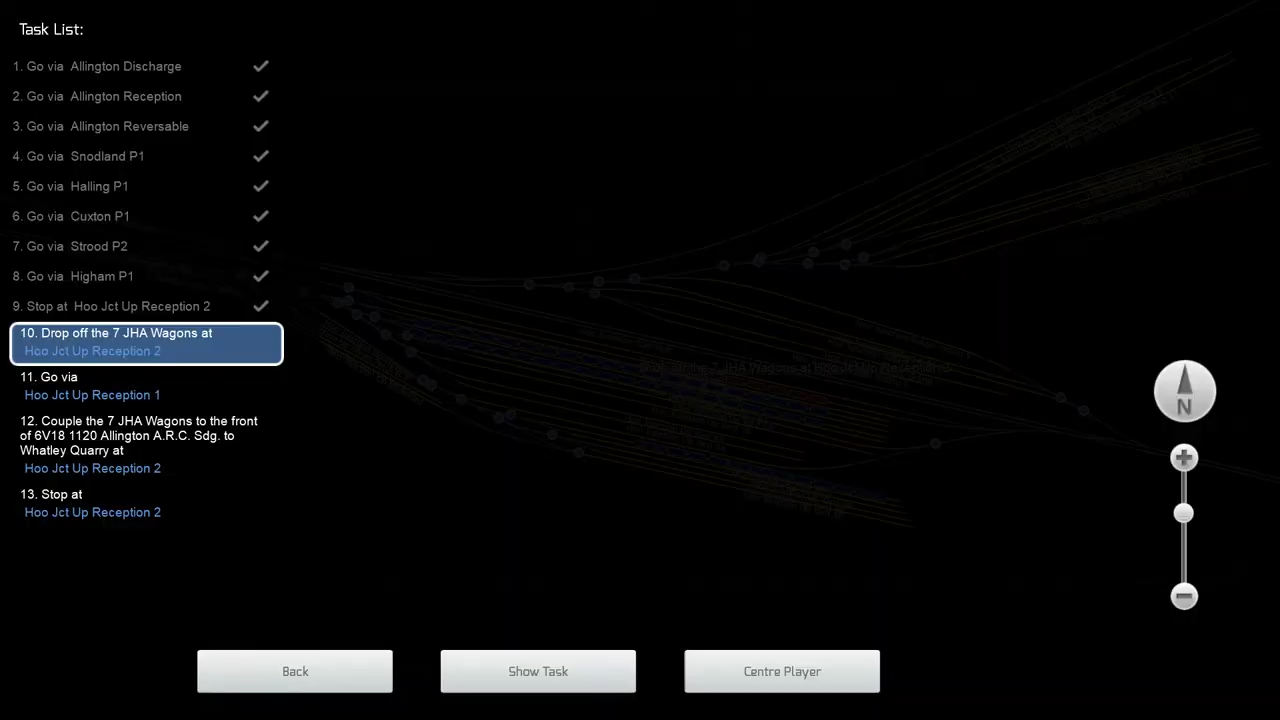 Task List:
1. Go via Allington Discharge
2. Go via Allington Reception
3. Go via Allington Reversable
4. Go via Snodland P1
5. Go via Halling P1
6. Go via Cuxton P1
7. Go via Strood P2
8. Go via Higham P1
9. Stop at Hoo Jct Up Reception 2
10. Drop off the 7 JHA Wagons at
Hoo Jct Up Reception 2
11. Go via
Hoo Jct Up Reception 1
12. Couple the 7 JHA Wagons to the front
of 6V18 1120 Allington A.R.C. Sdg. to
Whatley Quarry at
Hoo Jct Up Reception 2
13. Stop at
Hoo Jct Up Reception 2
N
Back
Show Task
Centre Player